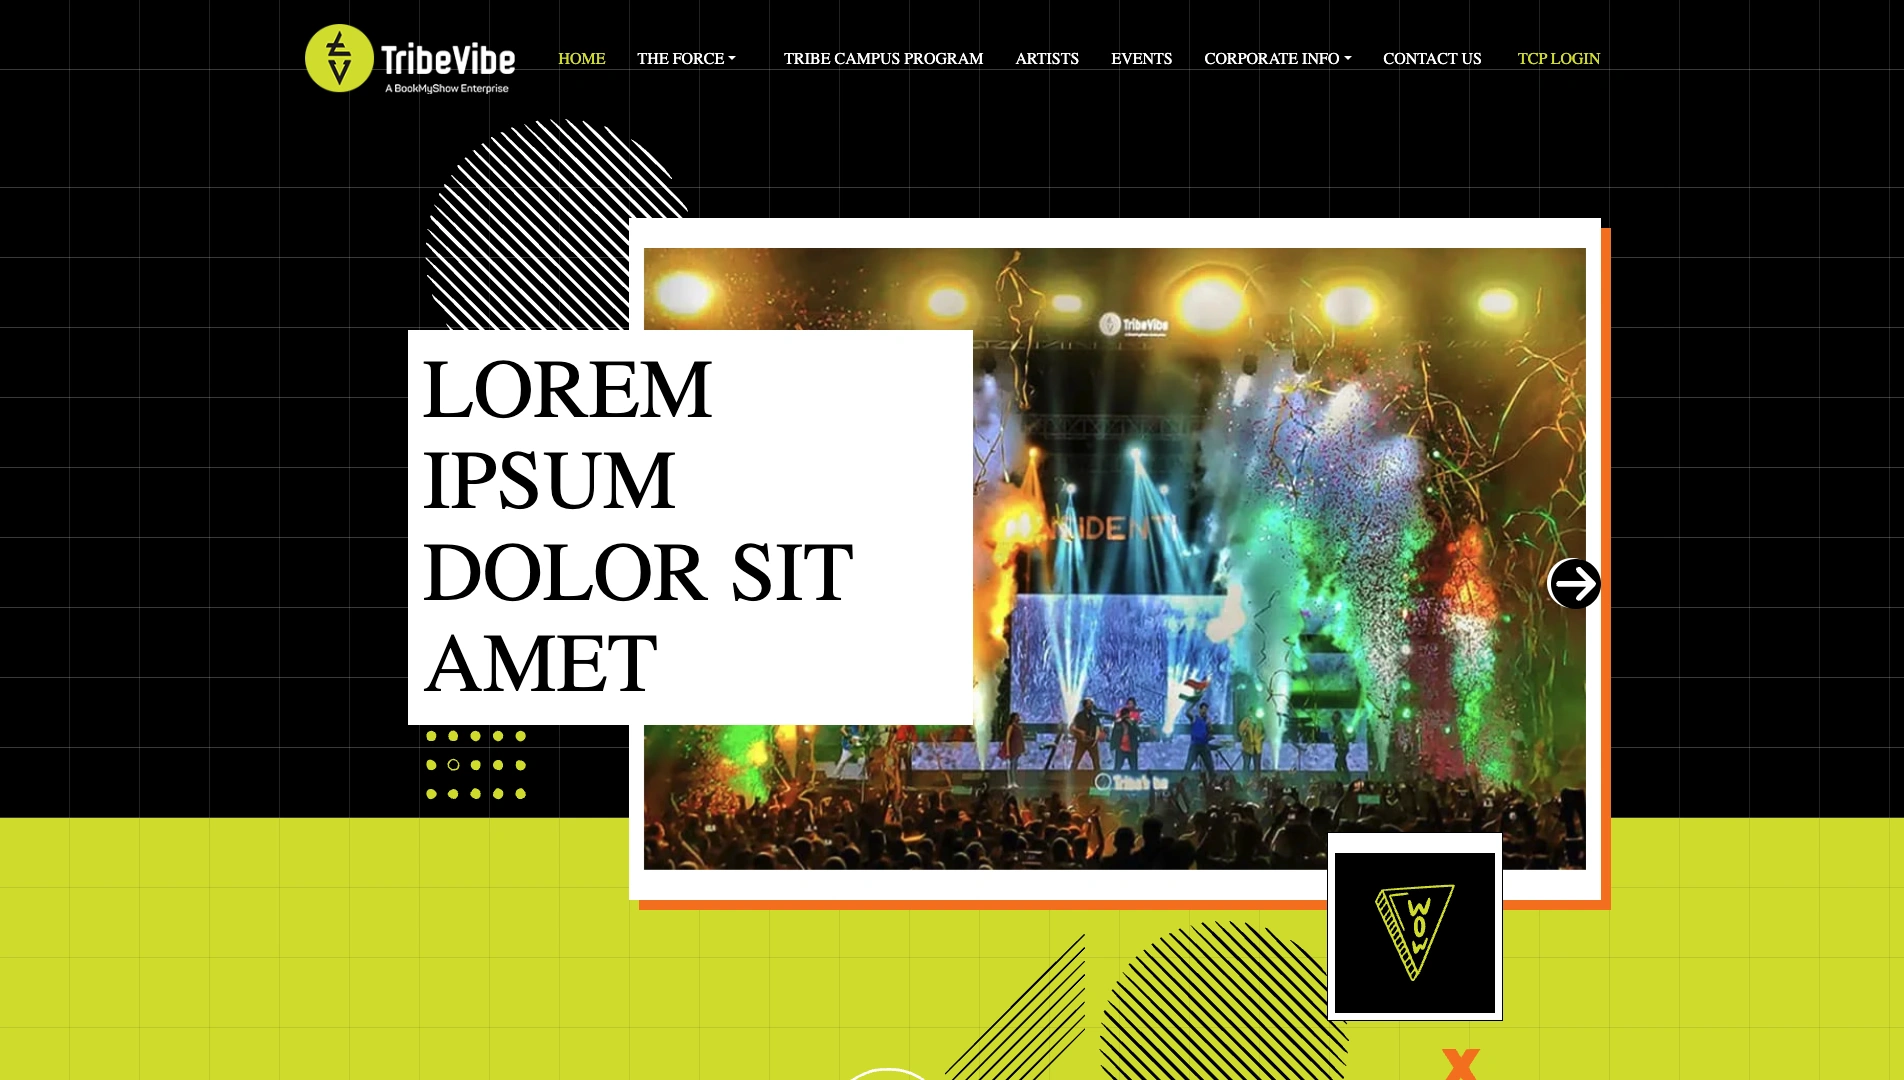 TribeVibe
A BookMyShow Enterprise
HOME THE FORCE TRIBE CAMPUS PROGRAM ARTISTS EVENTS CORPORATE INFO CONTACT US TCP LOGIN
TribeVibe
LOREM
IPSUM
DOLOR SIT
AMET
WOW
X